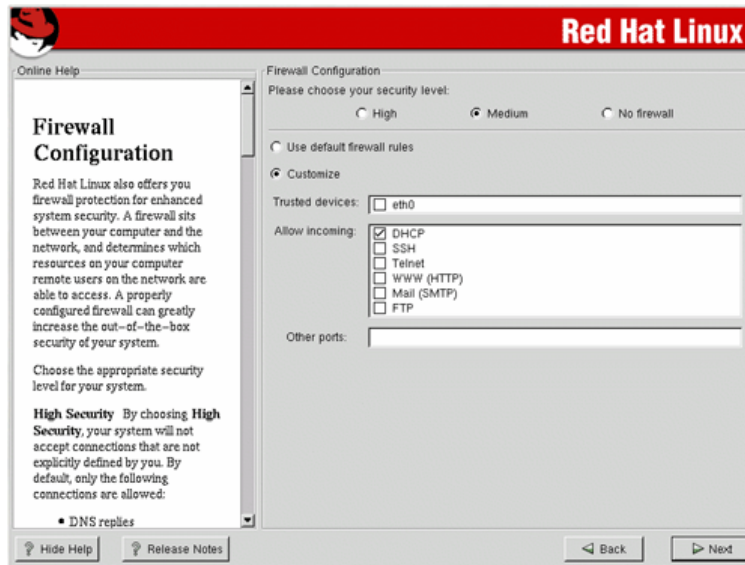 Red Hat Linux
Online Help
Firewall
Configuration
Red Hat Linux also offers you
firewall protection for enhanced
system security. A firewall sits
between your computer and the
network, and determines which
resources on your computer
remote users on the network are
able to access. A properly
configured firewall can greatly
increase the out-of-the-box
security of your system.
Choose the appropriate security
level for your system.
High Security By choosing High
Security, your system will not
accept connections that are not
explicitly defined by you. By
default, only the following
connections are allowed:
• DNS replies
Firewall Configuration
Please choose your security level:
High Medium No firewall
Use default firewall rules
Customize
Trusted devices: eth0
Allow incoming: DHCP
SSH
Telnet
WWW (HTTP)
Mail (SMTP)
FTP
Other ports:
? Hide Help ? Release Notes Back Next